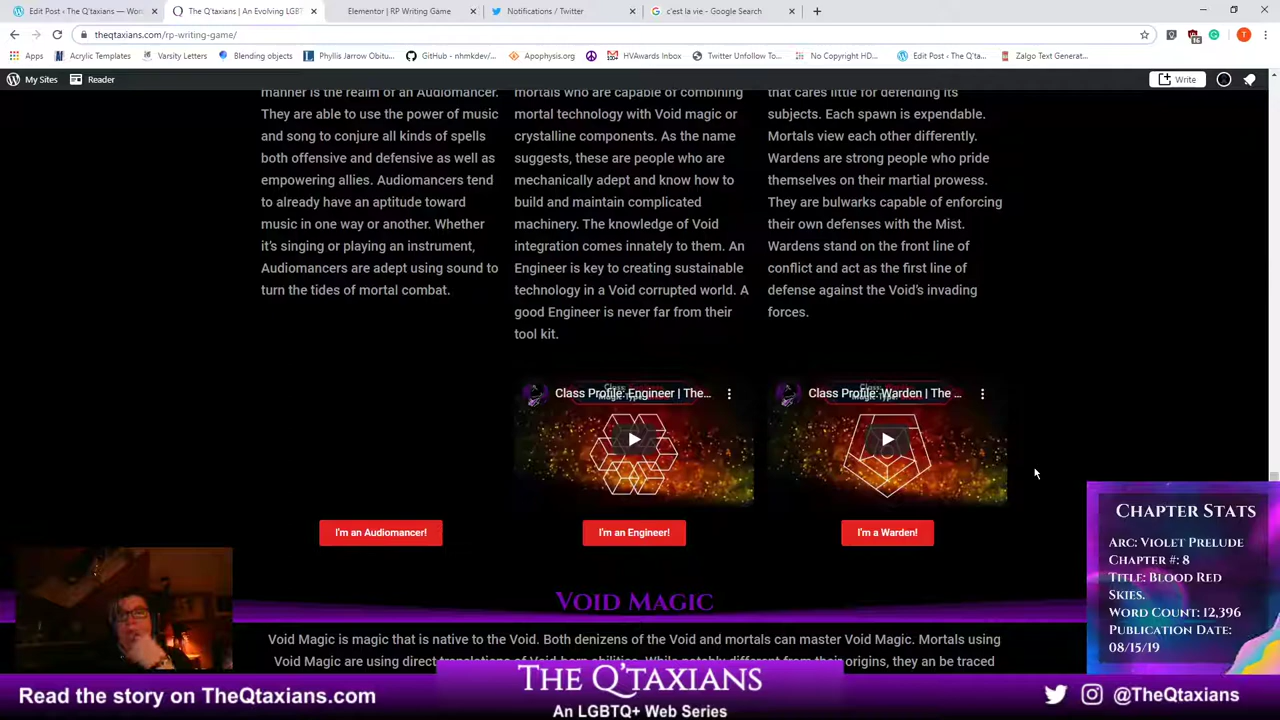 Edit Post ‹ The Q'taxians — Wor
The Q'taxians | An Evolving LGBT
Elementor | RP Writing Game
Notifications / Twitter
c'est la vie - Google Search
theqtaxians.com/rp-writing-game/
Apps
Acrylic Templates
Varsity Letters
Blending objects
Phyllis Jarrow Obitu...
GitHub - nhmkdev/...
Apophysis.org
HVAwards Inbox
Twitter Unfollow To...
No Copyright HD...
Edit Post ‹ The Q'ta...
Zalgo Text Generat...
My Sites
Reader
Write
manner is the realm of an Audiomancer.
They are able to use the power of music
and song to conjure all kinds of spells
both offensive and defensive as well as
empowering allies. Audiomancers tend
to already have an aptitude toward
music in one way or another. Whether
it's singing or playing an instrument,
Audiomancers are adept using sound to
turn the tides of mortal combat.
mortals who are capable of combining
mortal technology with Void magic or
crystalline components. As the name
suggests, these are people who are
mechanically adept and know how to
build and maintain complicated
machinery. The knowledge of Void
integration comes innately to them. An
Engineer is key to creating sustainable
technology in a Void corrupted world. A
good Engineer is never far from their
tool kit.
that cares little for defending its
subjects. Each spawn is expendable.
Mortals view each other differently.
Wardens are strong people who pride
themselves on their martial prowess.
They are bulwarks capable of enforcing
their own defenses with the Mist.
Wardens stand on the front line of
conflict and act as the first line of
defense against the Void's invading
forces.
Class Profile: Engineer | The...
Class Profile: Warden | The ...
I'm an Audiomancer!
I'm an Engineer!
I'm a Warden!
Void Magic
Void Magic is magic that is native to the Void. Both denizens of the Void and mortals can master Void Magic. Mortals using
Void Magic are using direct translations of Void-born abilities. While notably different from their origins, they an be traced
Chapter Stats
Arc: Violet Prelude
Chapter #: 8
Title: Blood Red
Skies.
Word Count: 12,396
Publication Date:
08/15/19
Read the story on TheQtaxians.com
The Q'taxians
An LGBTQ+ Web Series
@TheQtaxians